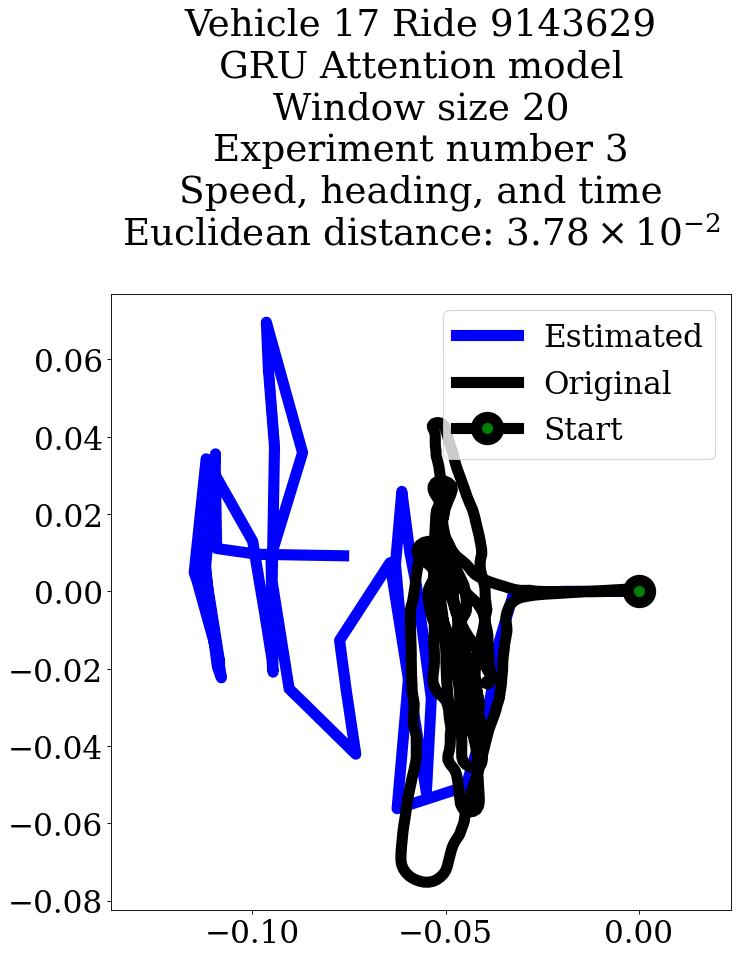 Vehicle 17 Ride 9143629
GRU Attention model
Window size 20
Experiment number 3
Speed, heading, and time
Euclidean distance: 3.78 × 10⁻²
Estimated
Original
Start
0.06
0.04
0.02
0.00
−0.02
−0.04
−0.06
−0.08
−0.10
−0.05
0.00